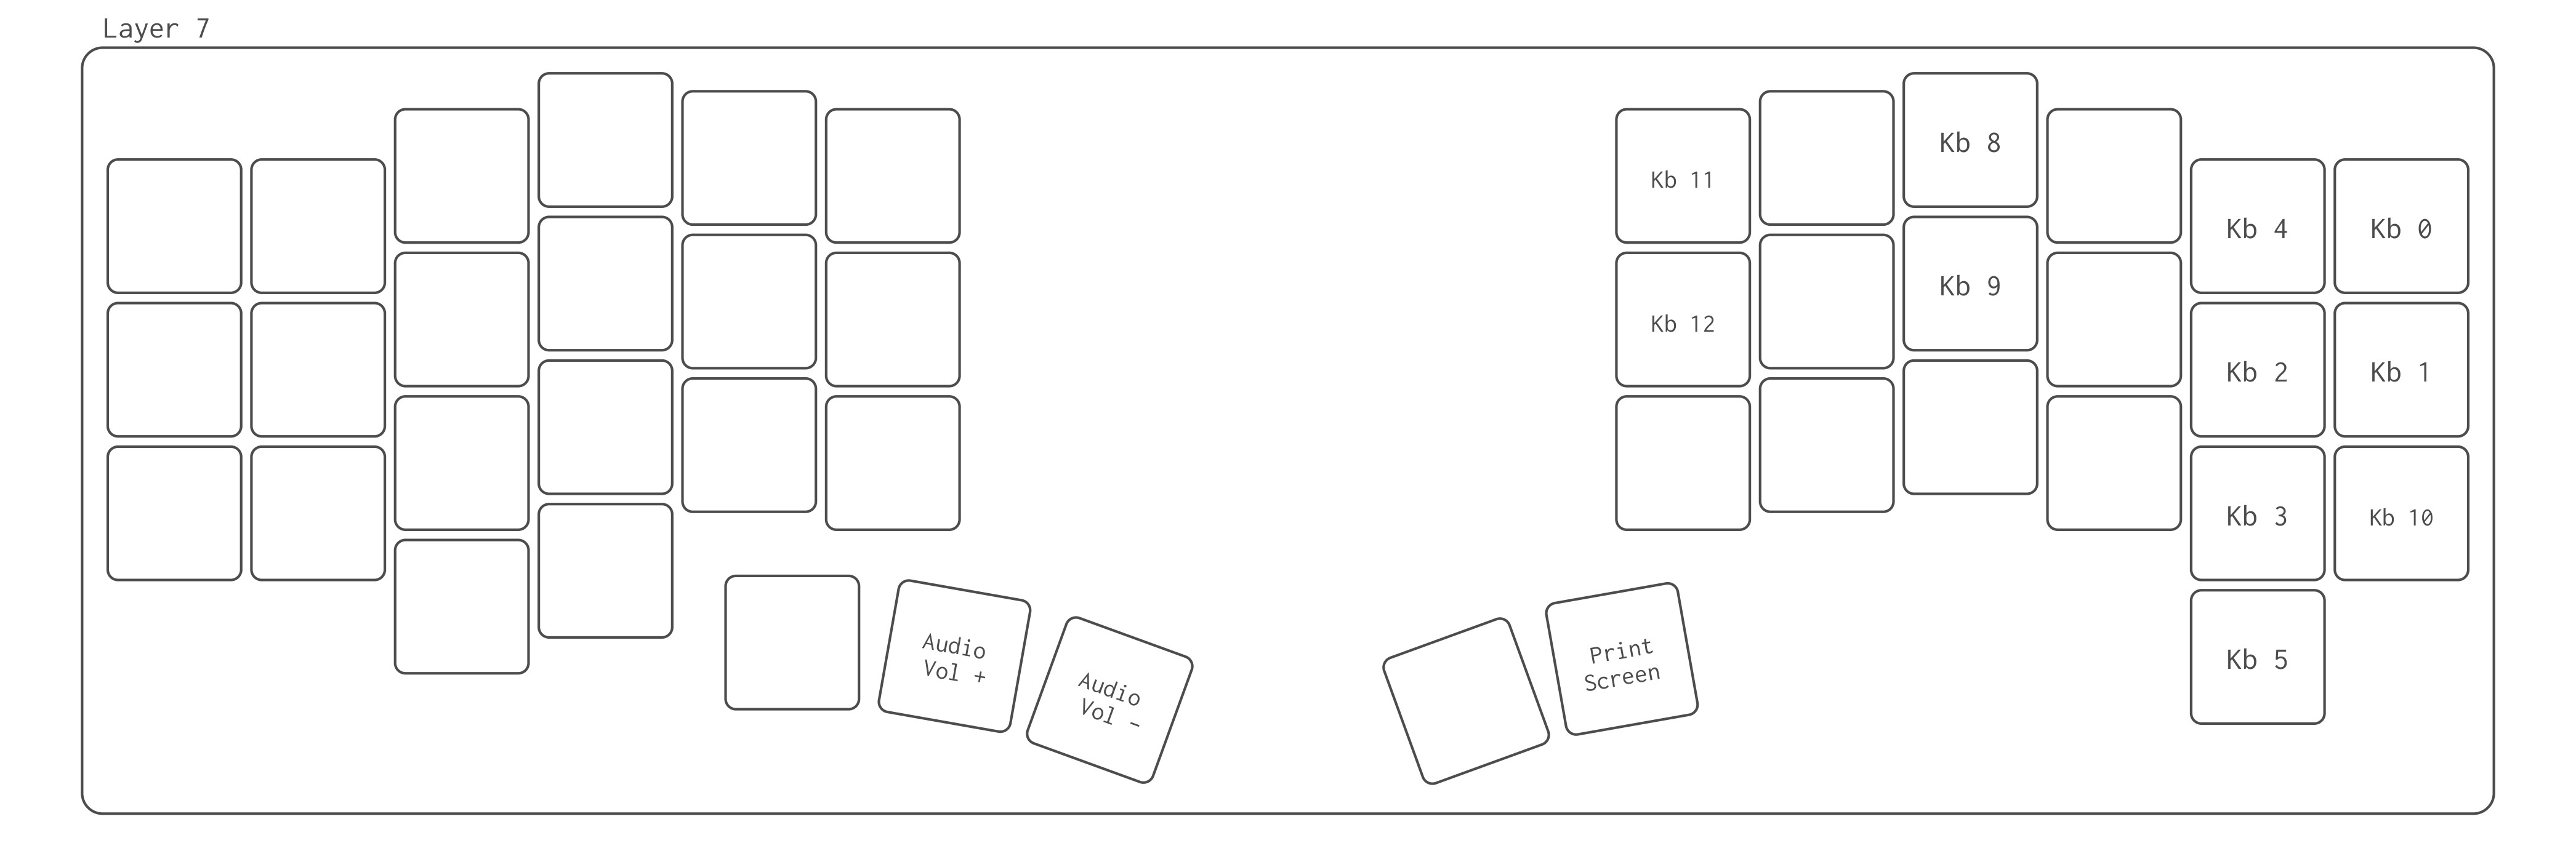 Layer 7
Kb 11
Kb 8
Kb 4
Kb 0
Kb 12
Kb 9
Kb 2
Kb 1
Kb 3
Kb 10
Audio
Vol +
Audio
Vol -
Print
Screen
Kb 5